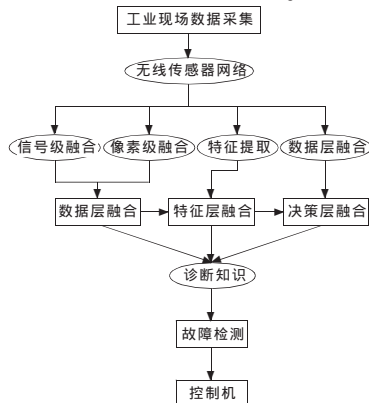 工业现场数据采集
无线传感器网络
信号级融合 像素级融合 特征提取 数据层融合
数据层融合 特征层融合 决策层融合
诊断知识
故障检测
控制机